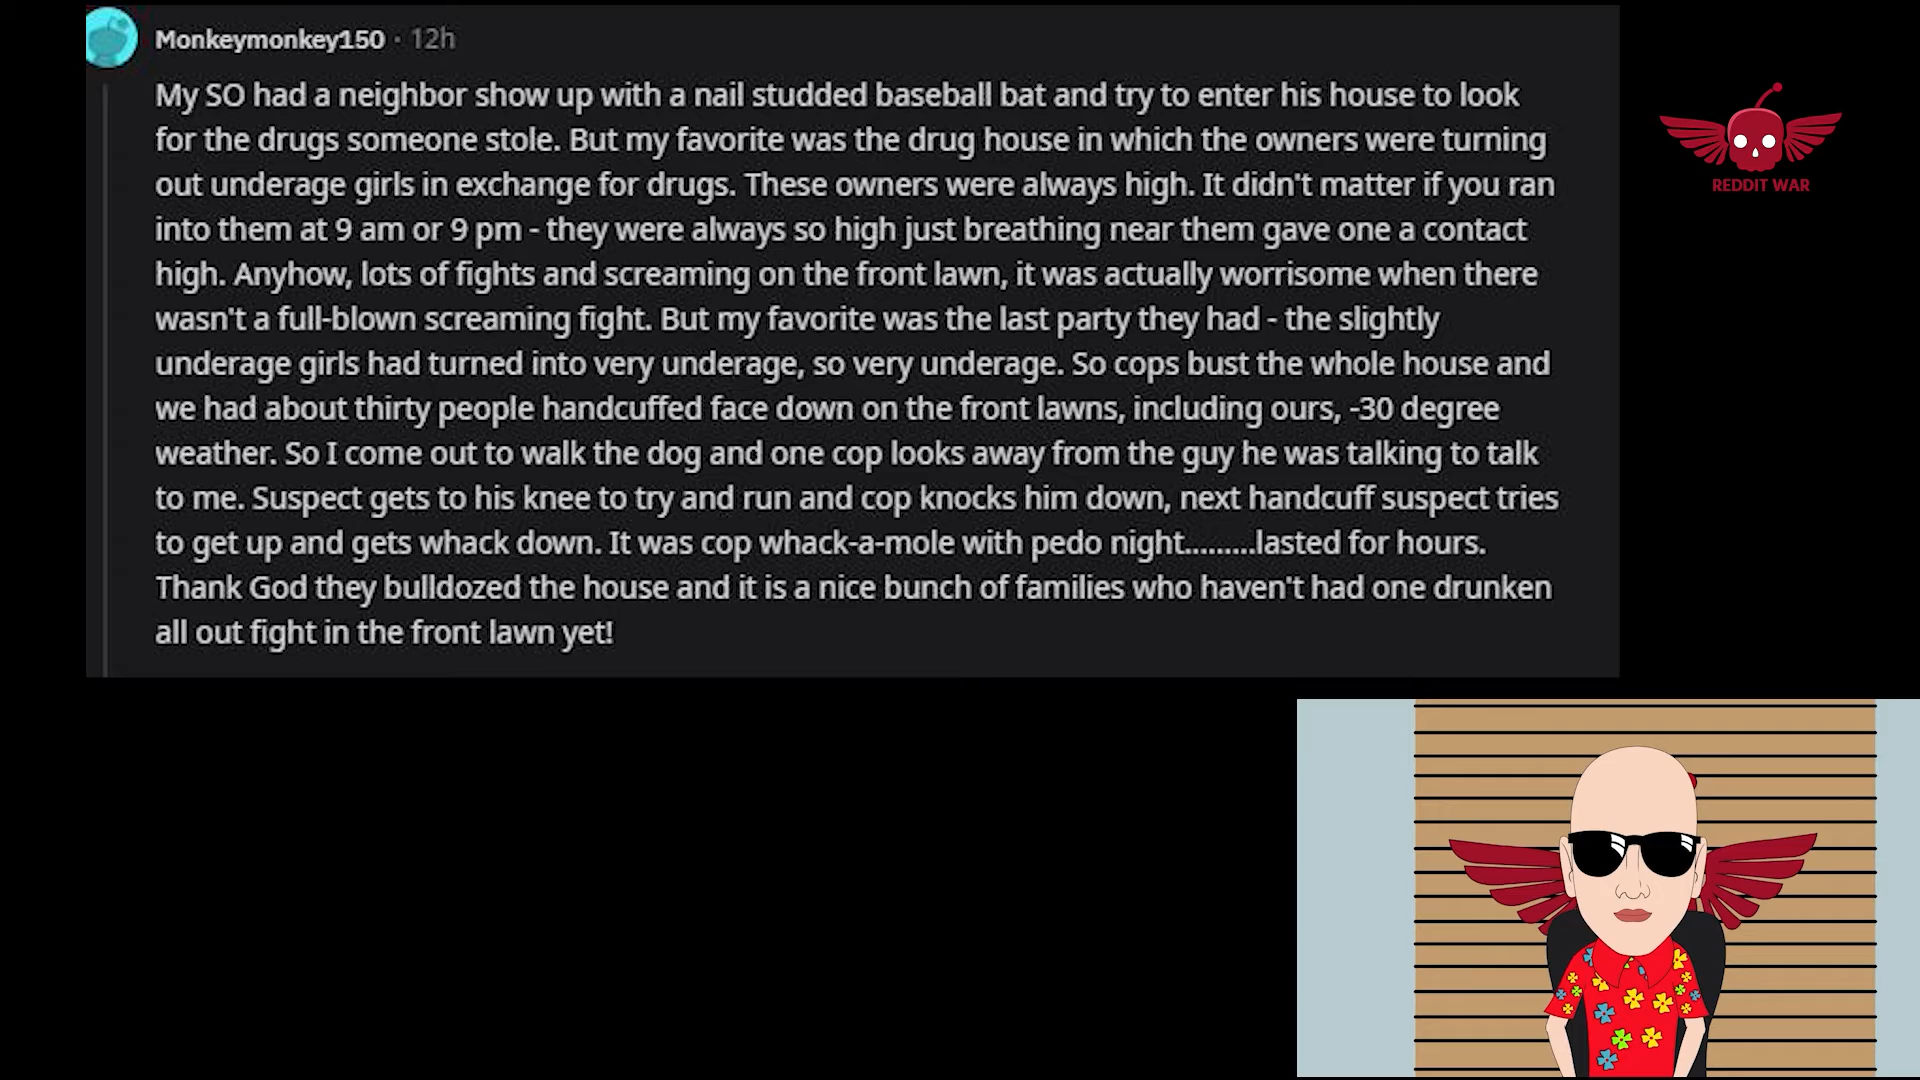 Monkeymonkey150 · 12h
My SO had a neighbor show up with a nail studded baseball bat and try to enter his house to look
for the drugs someone stole. But my favorite was the drug house in which the owners were turning
out underage girls in exchange for drugs. These owners were always high. It didn't matter if you ran
into them at 9 am or 9 pm - they were always so high just breathing near them gave one a contact
high. Anyhow, lots of fights and screaming on the front lawn, it was actually worrisome when there
wasn't a full-blown screaming fight. But my favorite was the last party they had - the slightly
underage girls had turned into very underage, so very underage. So cops bust the whole house and
we had about thirty people handcuffed face down on the front lawns, including ours, -30 degree
weather. So I come out to walk the dog and one cop looks away from the guy he was talking to talk
to me. Suspect gets to his knee to try and run and cop knocks him down, next handcuff suspect tries
to get up and gets whack down. It was cop whack-a-mole with pedo night.........lasted for hours.
Thank God they bulldozed the house and it is a nice bunch of families who haven't had one drunken
all out fight in the front lawn yet!
REDDIT WAR